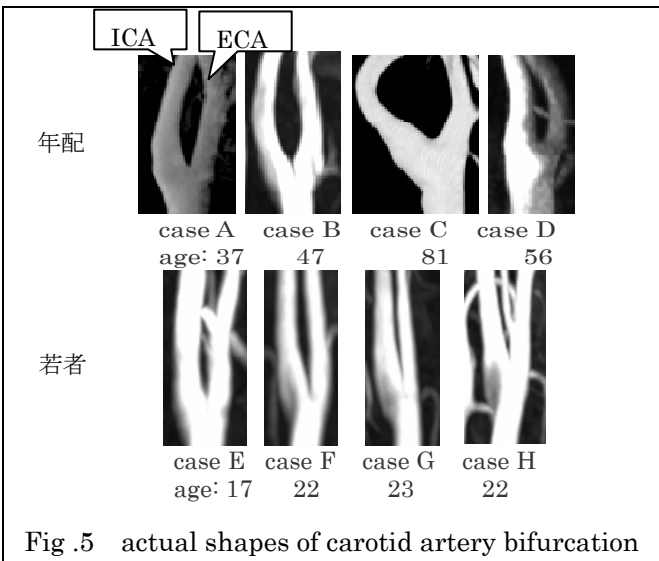 ICA ECA
年配
case A case B case C case D
age: 37 47 81 56
若者
case E case F case G case H
age: 17 22 23 22
Fig .5 actual shapes of carotid artery bifurcation